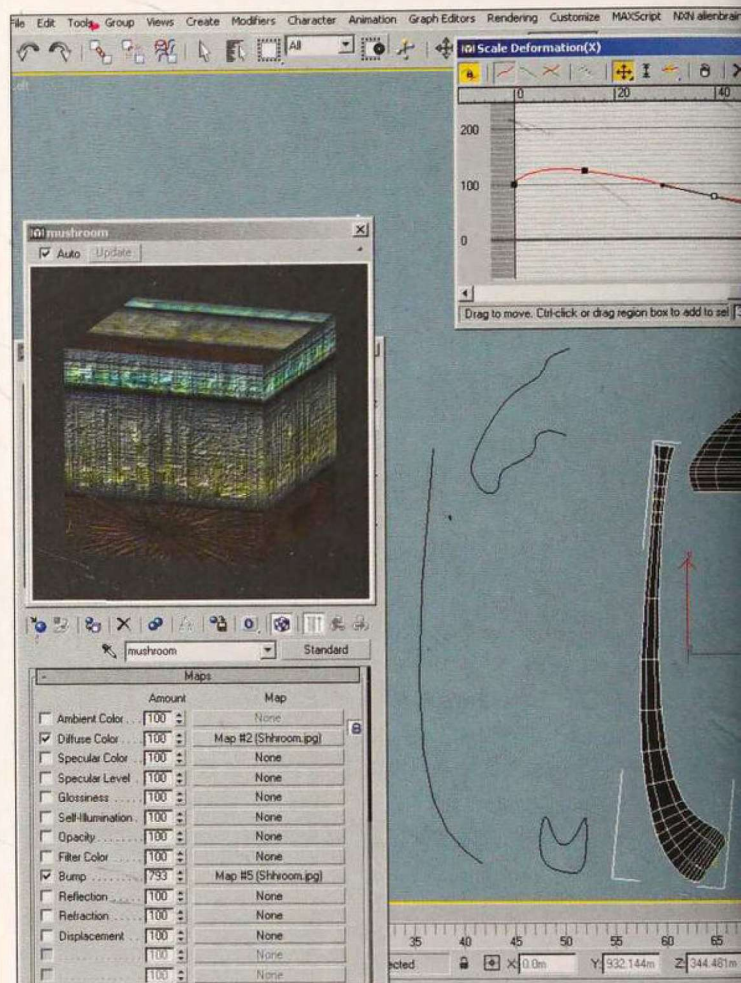 File Edit Tools Group Views Create Modifiers Character Animation Graph Editors Rendering Customize MAXScript NXN alienbrain
All
Scale Deformation(X)
0 20 40
200
100
0
Drag to move. Ctrl-click or drag region box to add to sel
Left
mushroom
Auto Update
mushroom Standard
- Maps
Amount Map
Ambient Color . . . 100 None
Diffuse Color . . . . 100 Map #2 (Shhroom.jpg)
Specular Color . . 100 None
Specular Level . 100 None
Glossiness . . . . . 100 None
Self-Illumination . 100 None
Opacity . . . . . . . 100 None
Filter Color . . . . . 100 None
Bump . . . . . . . . 793 Map #5 (Shhroom.jpg)
Reflection . . . . . 100 None
Refraction . . . . . 100 None
Displacement . . 100 None
100 None
100 None
35 40 45 50 55 60 65
ected X: 0.0m Y: 932.144m Z: 344.481m